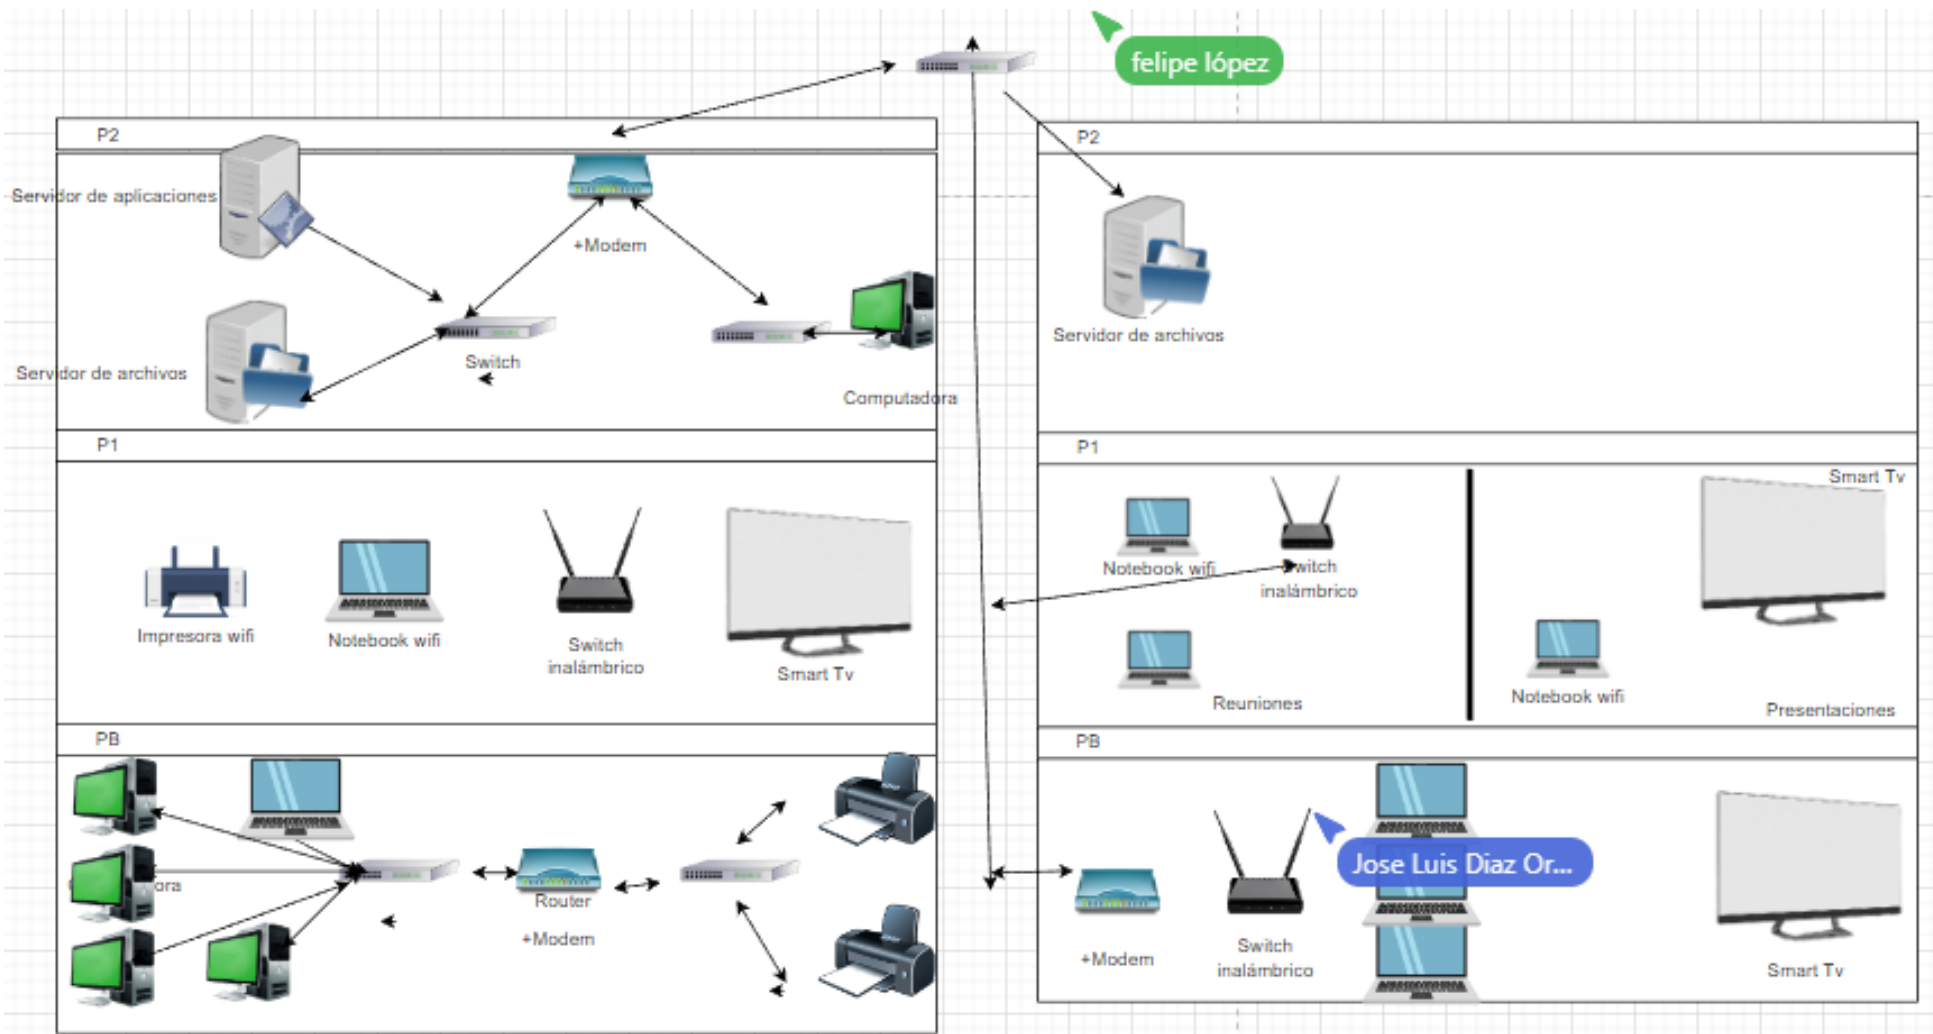 felipe lópez
P2
Servidor de aplicaciones
+Modem
Switch
Servidor de archivos
Computadora
P1
Impresora wifi
Notebook wifi
Switch
inalámbrico
Smart Tv
PB
Router
+Modem
P2
Servidor de archivos
P1
Smart Tv
Notebook wifi
Switch
inalámbrico
Reuniones
Notebook wifi
Presentaciones
PB
Jose Luis Diaz Or...
+Modem
Switch
inalámbrico
Smart Tv